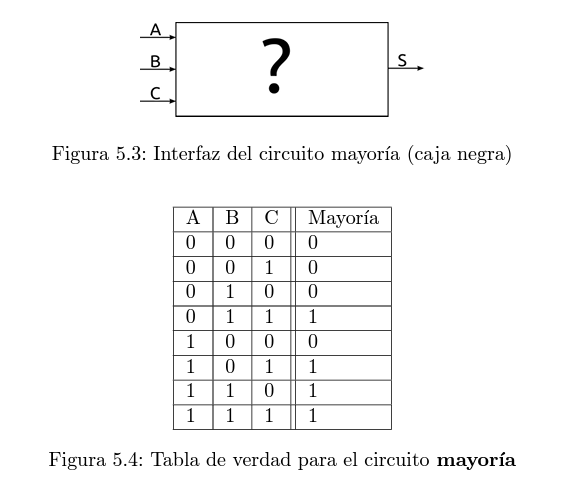 A
B
C
?
S
Figura 5.3: Interfaz del circuito mayoría (caja negra)
A B C Mayoría
0 0 0 0
0 0 1 0
0 1 0 0
0 1 1 1
1 0 0 0
1 0 1 1
1 1 0 1
1 1 1 1
Figura 5.4: Tabla de verdad para el circuito mayoría